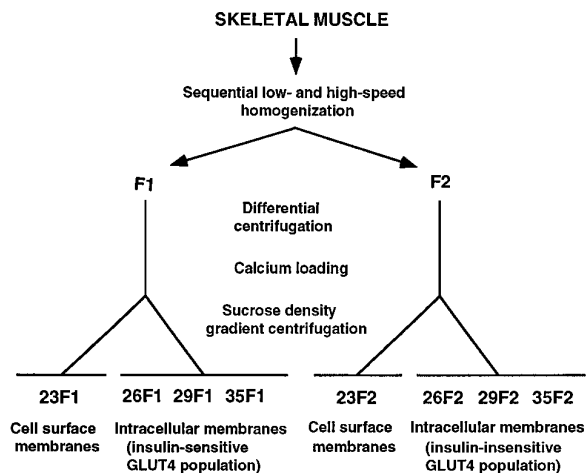 SKELETAL MUSCLE
Sequential low- and high-speed
homogenization
F1
F2
Differential
centrifugation
Calcium loading
Sucrose density
gradient centrifugation
23F1
26F1 29F1 35F1
23F2
26F2 29F2 35F2
Cell surface
membranes
Intracellular membranes
(insulin-sensitive
GLUT4 population)
Cell surface
membranes
Intracellular membranes
(insulin-insensitive
GLUT4 population)